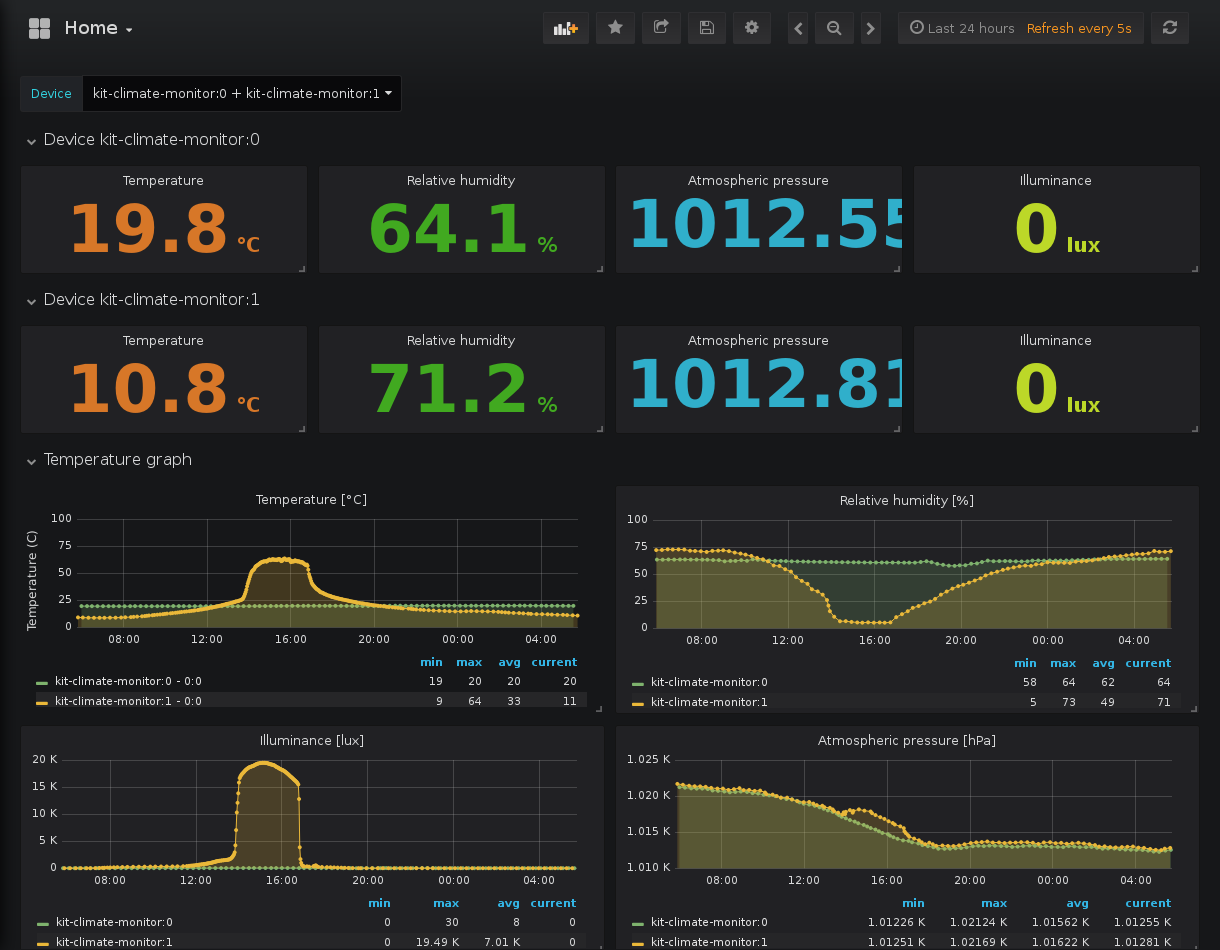 Home
Last 24 hours Refresh every 5s
Device kit-climate-monitor:0 + kit-climate-monitor:1
Device kit-climate-monitor:0
Temperature Relative humidity Atmospheric pressure Illuminance
19.8 °C 64.1 % 1012.55 0 lux
Device kit-climate-monitor:1
Temperature Relative humidity Atmospheric pressure Illuminance
10.8 °C 71.2 % 1012.81 0 lux
Temperature graph
Temperature [°C]
Temperature (C)
100
75
50
25
0
08:00 12:00 16:00 20:00 00:00 04:00
min max avg current
kit-climate-monitor:0 - 0:0 19 20 20 20
kit-climate-monitor:1 - 0:0 9 64 33 11
Relative humidity [%]
100
75
50
25
0
08:00 12:00 16:00 20:00 00:00 04:00
min max avg current
kit-climate-monitor:0 58 64 62 64
kit-climate-monitor:1 5 73 49 71
Illuminance [lux]
20 K
15 K
10 K
5 K
0
08:00 12:00 16:00 20:00 00:00 04:00
min max avg current
kit-climate-monitor:0 0 30 8 0
kit-climate-monitor:1 0 19.49 K 7.01 K 0
Atmospheric pressure [hPa]
1.025 K
1.020 K
1.015 K
1.010 K
08:00 12:00 16:00 20:00 00:00 04:00
min max avg current
kit-climate-monitor:0 1.01226 K 1.02124 K 1.01562 K 1.01255 K
kit-climate-monitor:1 1.01251 K 1.02169 K 1.01622 K 1.01281 K